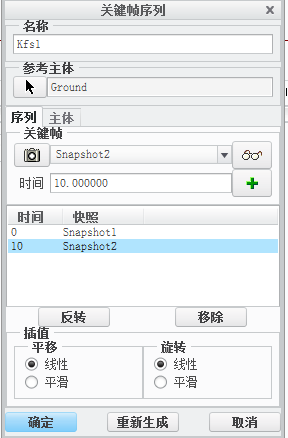 关键帧序列
名称
Kfs1
参考主体
Ground
序列 主体
关键帧
Snapshot2
时间 10.000000
时间 快照
0 Snapshot1
10 Snapshot2
反转 移除
插值
平移 旋转
线性 线性
平滑 平滑
确定 重新生成 取消